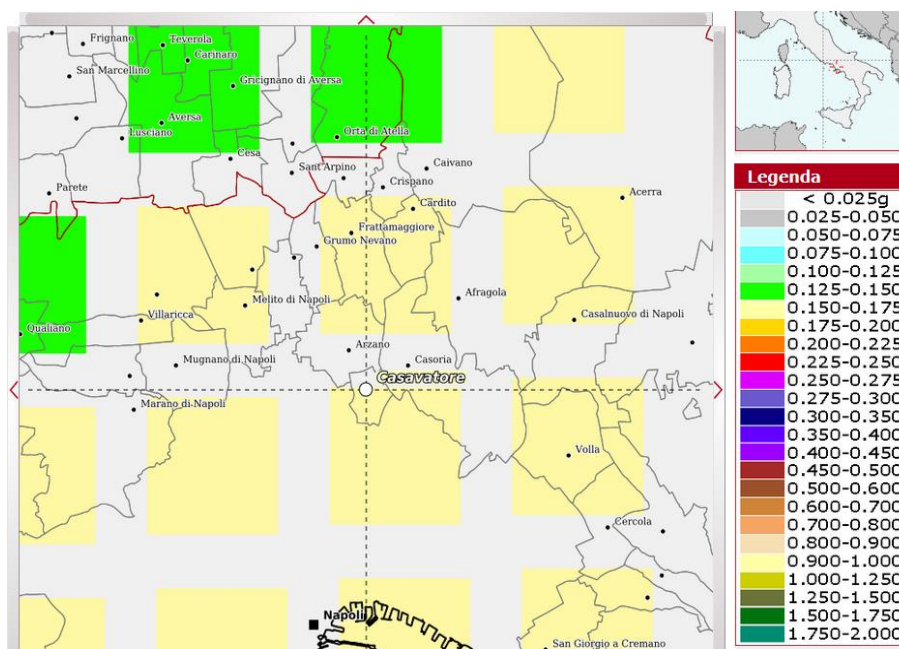 Frignano
Teverola
Carinaro
San Marcellino
Gricignano di Aversa
Aversa
Lusciano
Orta di Atella
Cesa
Caivano
Sant'Arpino
Crispano
Parete
Acerra
Cardito
Frattamaggiore
Grumo Nevano
Afragola
Melito di Napoli
Villaricca
Casalnuovo di Napoli
Qualiano
Arzano
Mugnano di Napoli
Casoria
Casavatore
Marano di Napoli
Volla
Cercola
Napoli
San Giorgio a Cremano
Legenda
< 0.025g
0.025-0.050
0.050-0.075
0.075-0.100
0.100-0.125
0.125-0.150
0.150-0.175
0.175-0.200
0.200-0.225
0.225-0.250
0.250-0.275
0.275-0.300
0.300-0.350
0.350-0.400
0.400-0.450
0.450-0.500
0.500-0.600
0.600-0.700
0.700-0.800
0.800-0.900
0.900-1.000
1.000-1.250
1.250-1.500
1.500-1.750
1.750-2.000